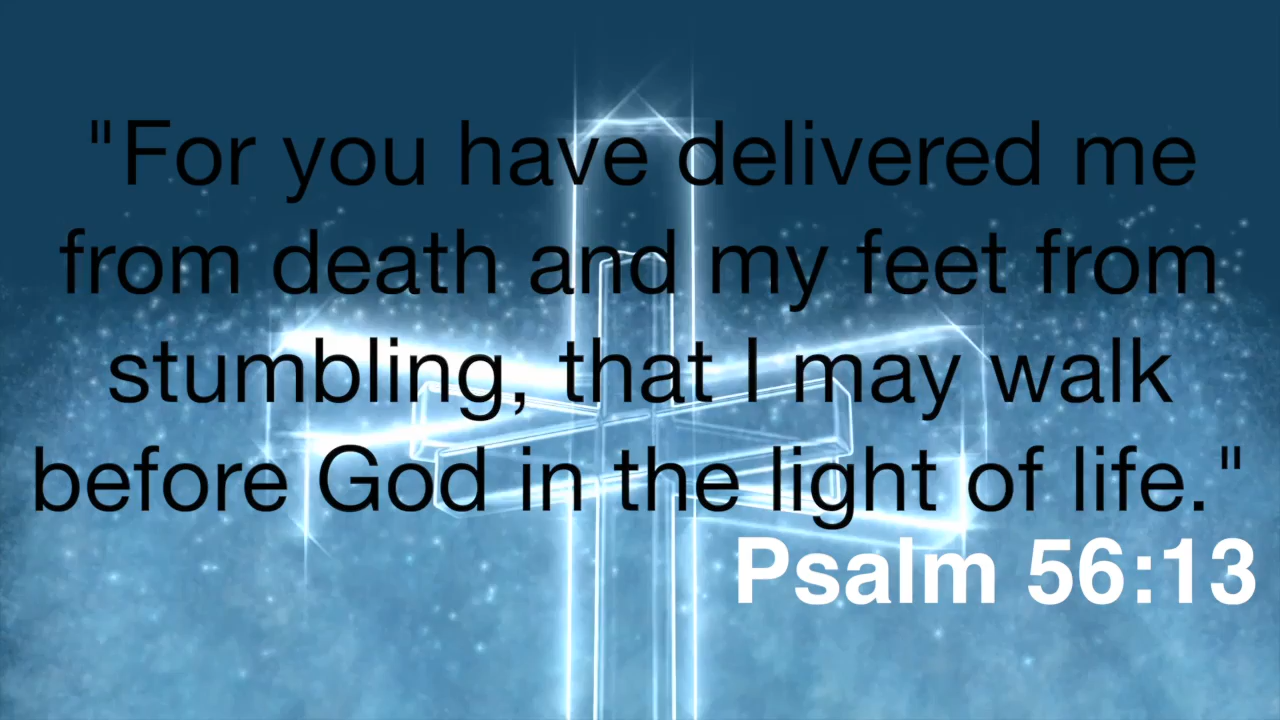 "For you have delivered me
from death and my feet from
stumbling, that I may walk
before God in the light of life."
Psalm 56:13